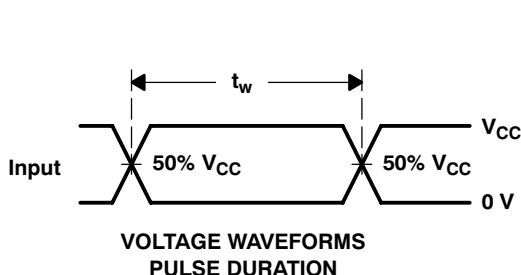 tw
VCC
Input
50% VCC
50% VCC
0 V
VOLTAGE WAVEFORMS
PULSE DURATION